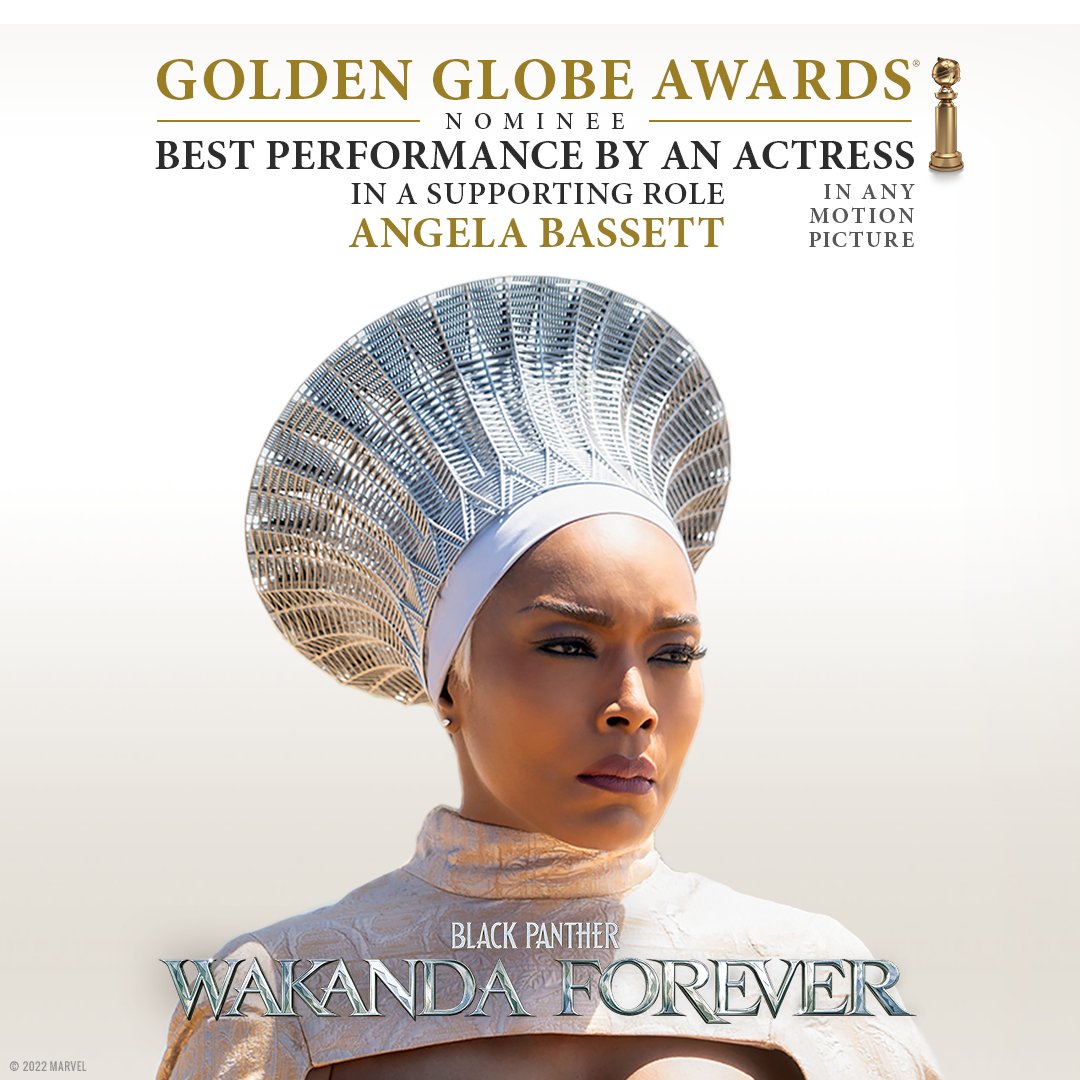 GOLDEN GLOBE AWARDS®
NOMINEE
BEST PERFORMANCE BY AN ACTRESS
IN A SUPPORTING ROLE
ANGELA BASSETT
IN ANY
MOTION
PICTURE
BLACK PANTHER
WAKANDA FOREVER
© 2022 MARVEL